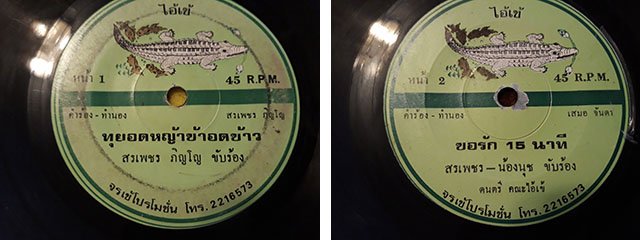 ไอ้เข้
หน้า 1
45 R.P.M.
คำร้อง - ทำนอง
สรเพชร ภิญโญ
ทุยอดหญ้าข้าอดข้าว
สรเพชร ภิญโญ ขับร้อง
จรเข้โปรโมชั่น โทร. 2216573
ไอ้เข้
หน้า 2
45 R.P.M.
คำร้อง - ทำนอง
เสมอ จันดา
ขอรัก 15 นาที
สรเพชร - น้องนุช ขับร้อง
ดนตรี คณะไอ้เข้
จรเข้โปรโมชั่น โทร. 2216573